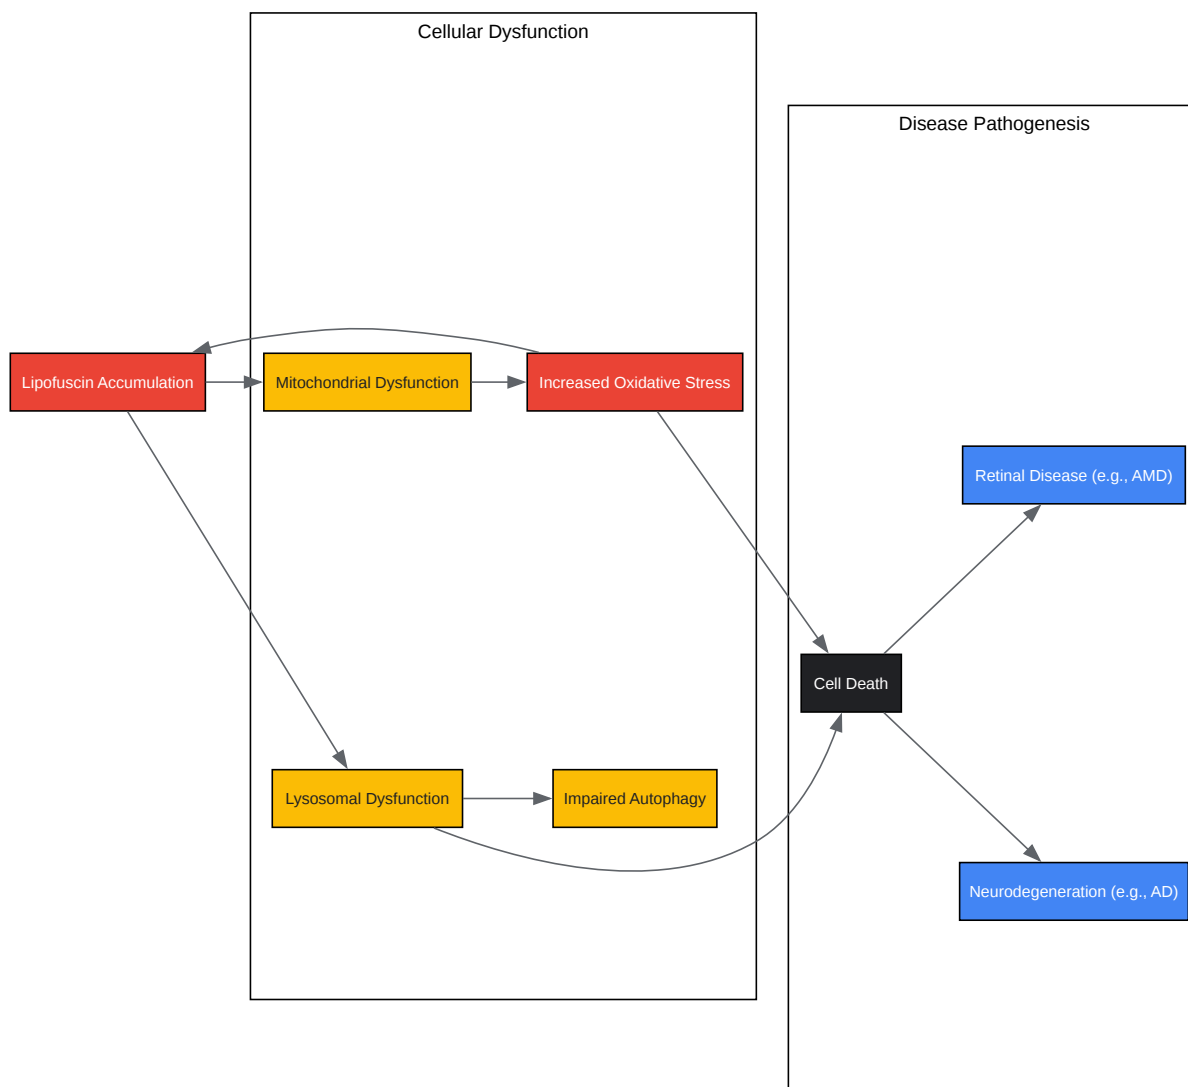 Cellular Dysfunction
Disease Pathogenesis
Lipofuscin Accumulation
Mitochondrial Dysfunction
Increased Oxidative Stress
Retinal Disease (e.g., AMD)
Cell Death
Lysosomal Dysfunction
Impaired Autophagy
Neurodegeneration (e.g., AD)